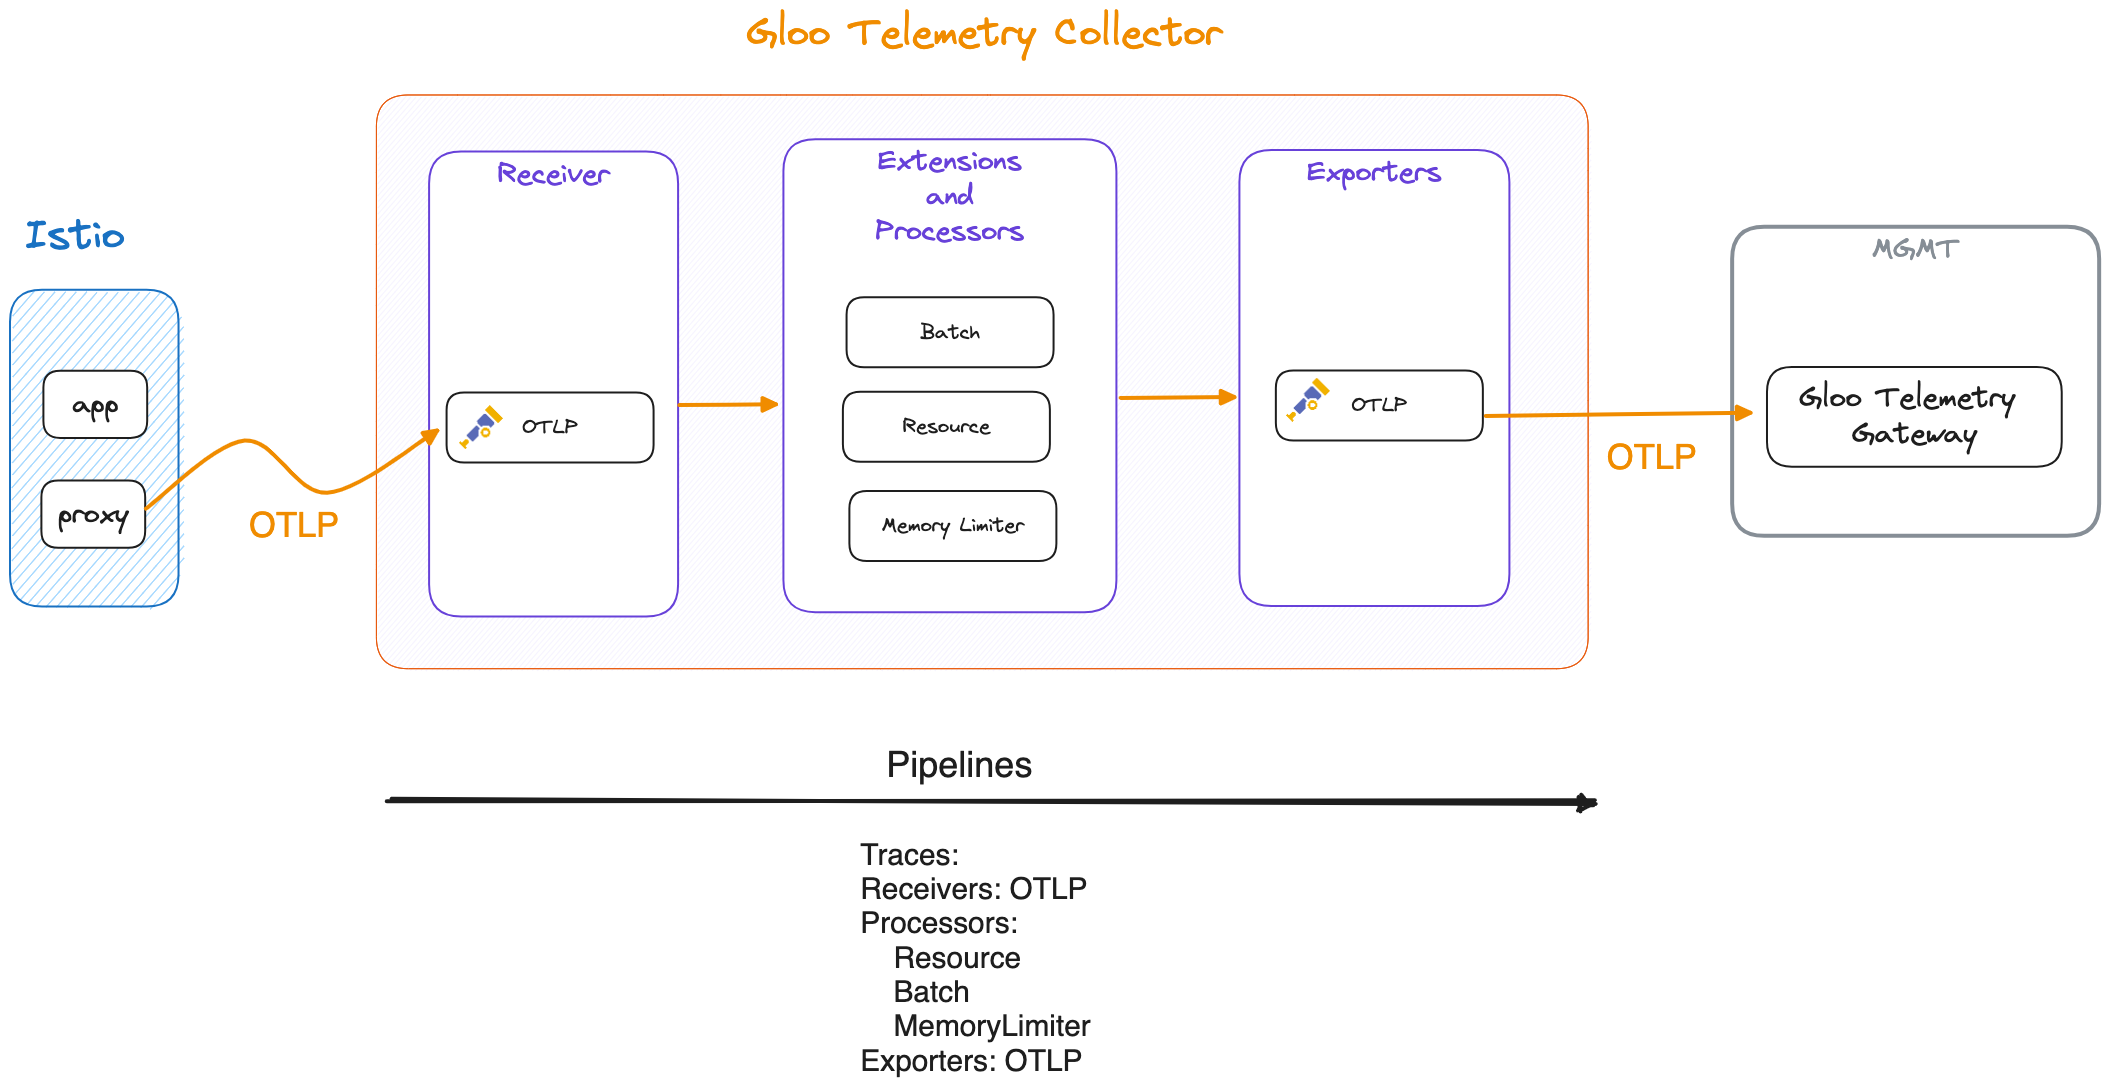 Gloo Telemetry Collector
Istio
app
proxy
OTLP
Receiver
OTLP
Extensions
and
Processors
Batch
Resource
Memory Limiter
Exporters
OTLP
OTLP
MGMT
Gloo Telemetry
Gateway
Pipelines
Traces:
Receivers: OTLP
Processors:
Resource
Batch
MemoryLimiter
Exporters: OTLP